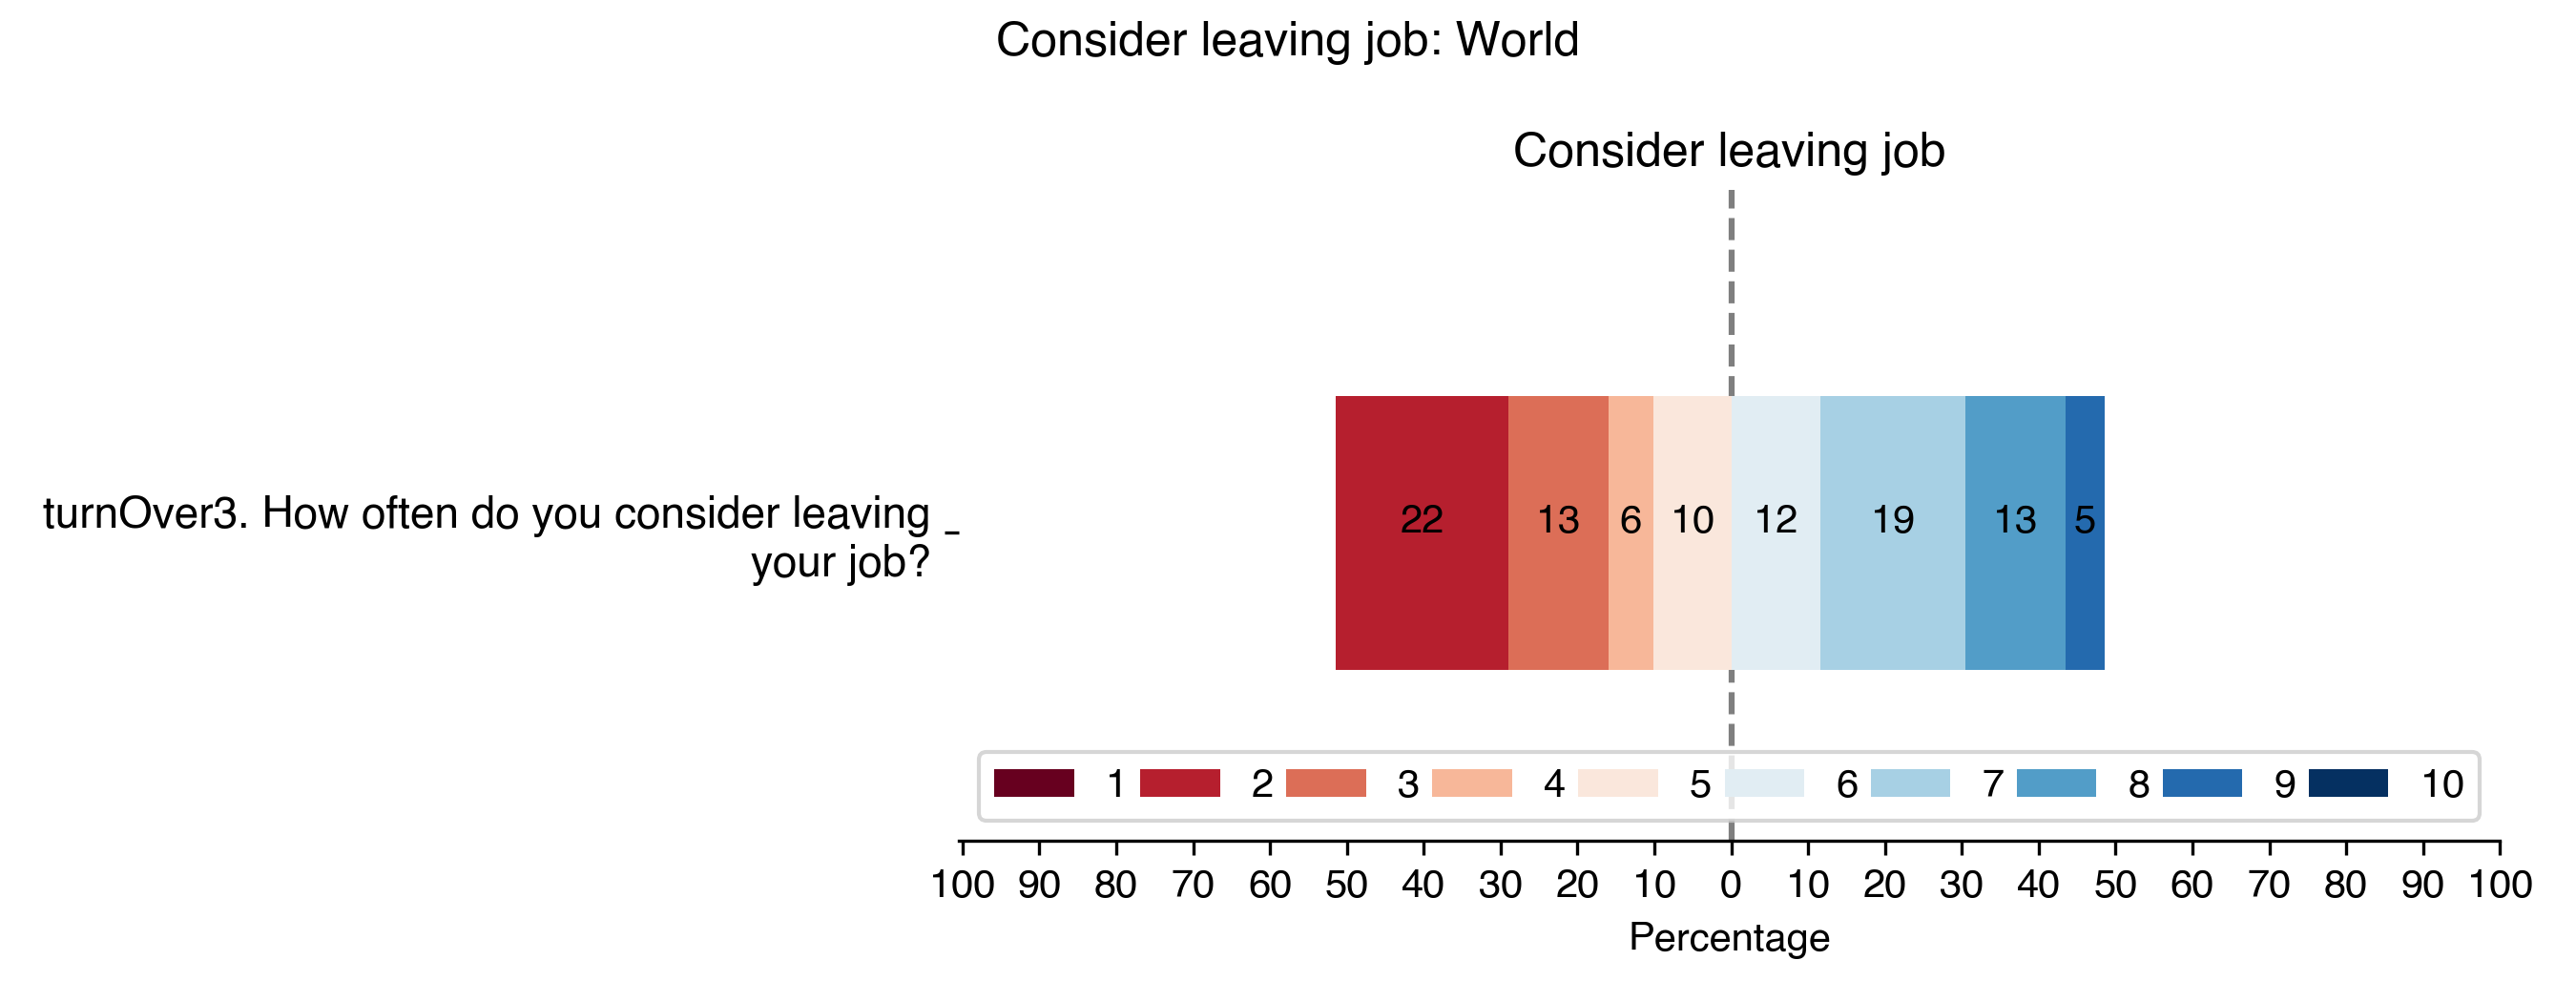 Consider leaving job: World
Consider leaving job
turnOver3. How often do you consider leaving
your job?
22 13 6 10 12 19 13 5
1 2 3 4 5 6 7 8 9 10
100 90 80 70 60 50 40 30 20 10 0 10 20 30 40 50 60 70 80 90 100
Percentage